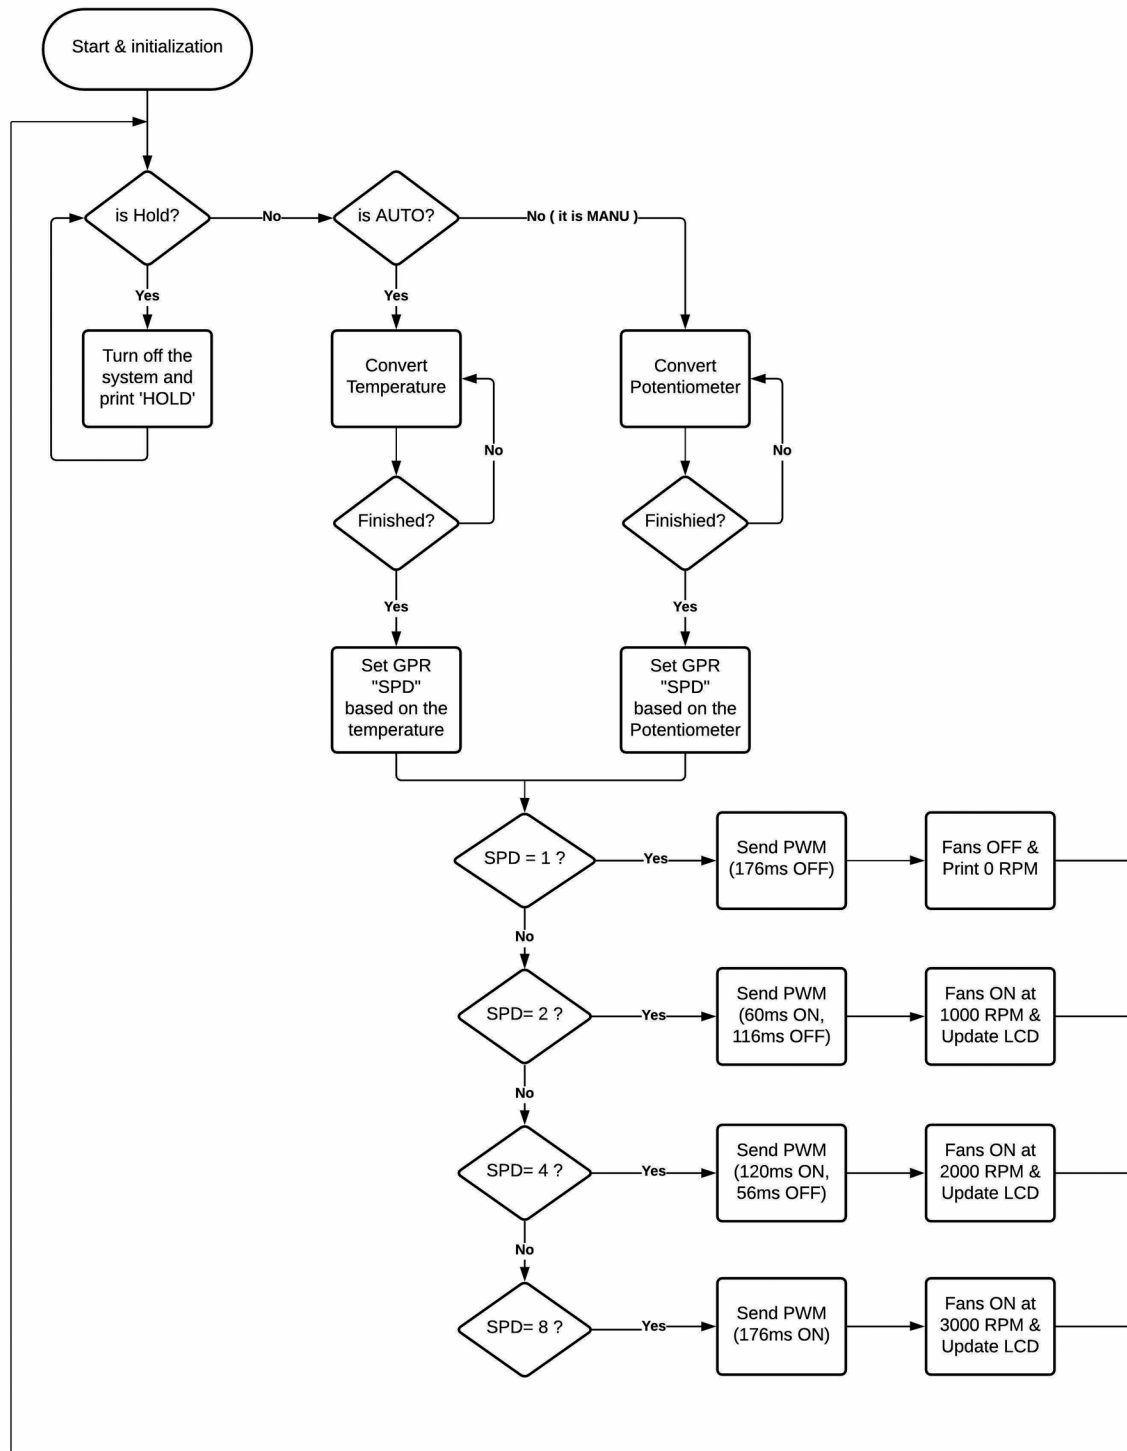 Start & initialization
is Hold?
No
is AUTO?
No ( it is MANU )
Yes
Yes
Turn off the
system and
print 'HOLD'
Convert
Temperature
Convert
Potentiometer
No
No
Finished?
Finishied?
Yes
Yes
Set GPR
"SPD"
based on the
temperature
Set GPR
"SPD"
based on the
Potentiometer
SPD = 1 ?
Yes
Send PWM
(176ms OFF)
Fans OFF &
Print 0 RPM
No
SPD= 2 ?
Yes
Send PWM
(60ms ON,
116ms OFF)
Fans ON at
1000 RPM &
Update LCD
No
SPD= 4 ?
Yes
Send PWM
(120ms ON,
56ms OFF)
Fans ON at
2000 RPM &
Update LCD
No
SPD= 8 ?
Yes
Send PWM
(176ms ON)
Fans ON at
3000 RPM &
Update LCD